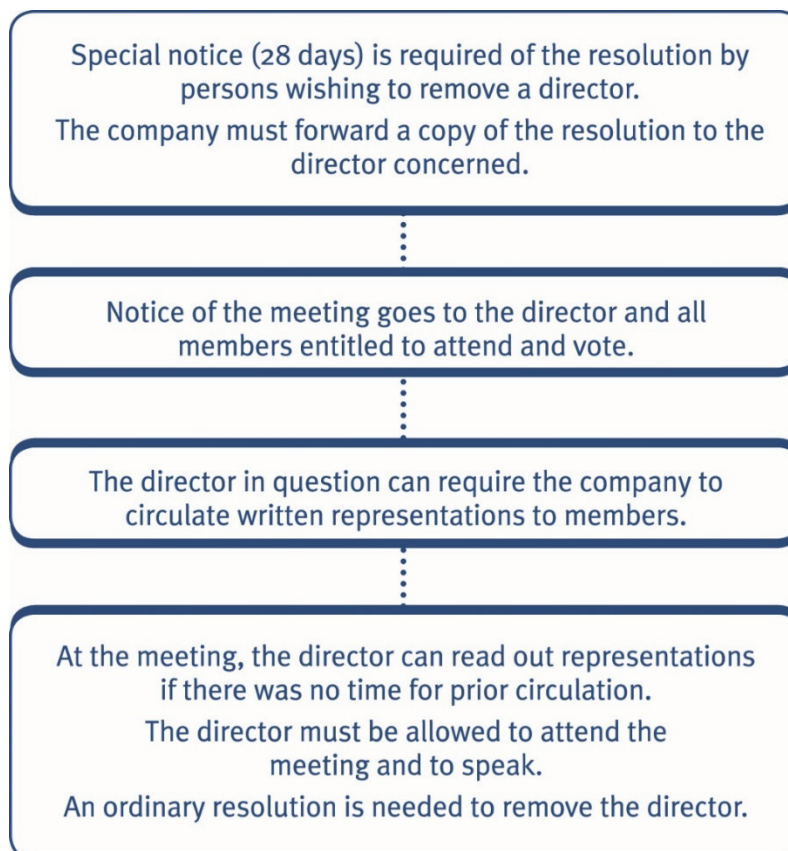 Special notice (28 days) is required of the resolution by
persons wishing to remove a director.
The company must forward a copy of the resolution to the
director concerned.
Notice of the meeting goes to the director and all
members entitled to attend and vote.
The director in question can require the company to
circulate written representations to members.
At the meeting, the director can read out representations
if there was no time for prior circulation.
The director must be allowed to attend the
meeting and to speak.
An ordinary resolution is needed to remove the director.